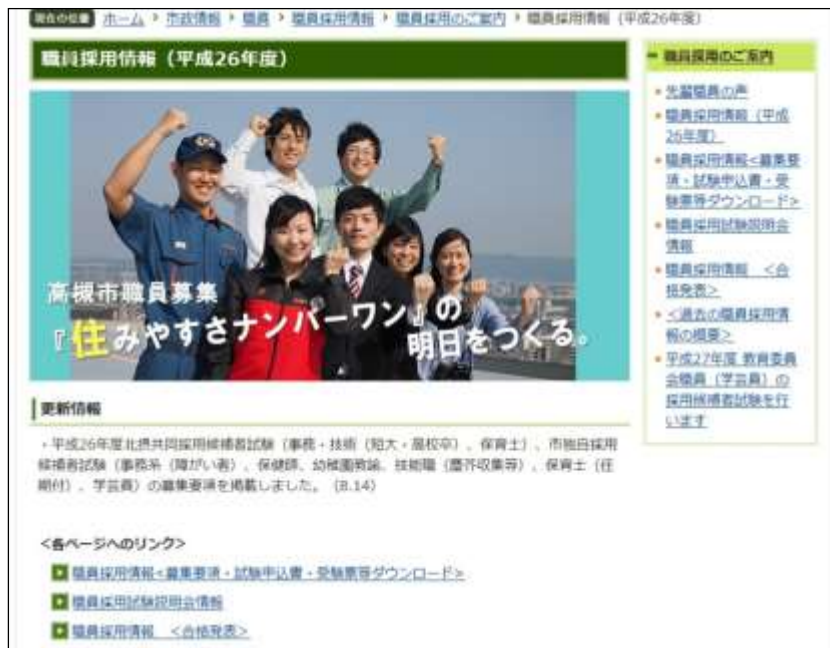 現在の位置 ホーム › 市政情報 › 職員 › 職員採用情報 › 職員採用のご案内 › 職員採用情報（平成26年度）
職員採用情報（平成26年度）
高槻市職員募集
『住みやすさナンバーワン』の
明日をつくる。
更新情報
・平成26年度北摂共同採用候補者試験（事務・技術（短大・高校卒）、保育士）、市独自採用
候補者試験（事務系（障がい者）、保健師、幼稚園教諭、技能職（塵芥収集等）、保育士（任
期付）、学芸員）の募集要項を掲載しました。（8.14）
<各ページへのリンク>
職員採用情報<募集要項・試験申込書・受験票等ダウンロード>
職員採用試験説明会情報
職員採用情報　<合格発表>
職員採用のご案内
先輩職員の声
職員採用情報（平成
26年度）
職員採用情報<募集要
項・試験申込書・受
験票等ダウンロード>
職員採用試験説明会
情報
職員採用情報　<合
格発表>
<過去の職員採用情
報の概要>
平成27年度 教育委員
会職員（学芸員）の
採用候補者試験を行
います